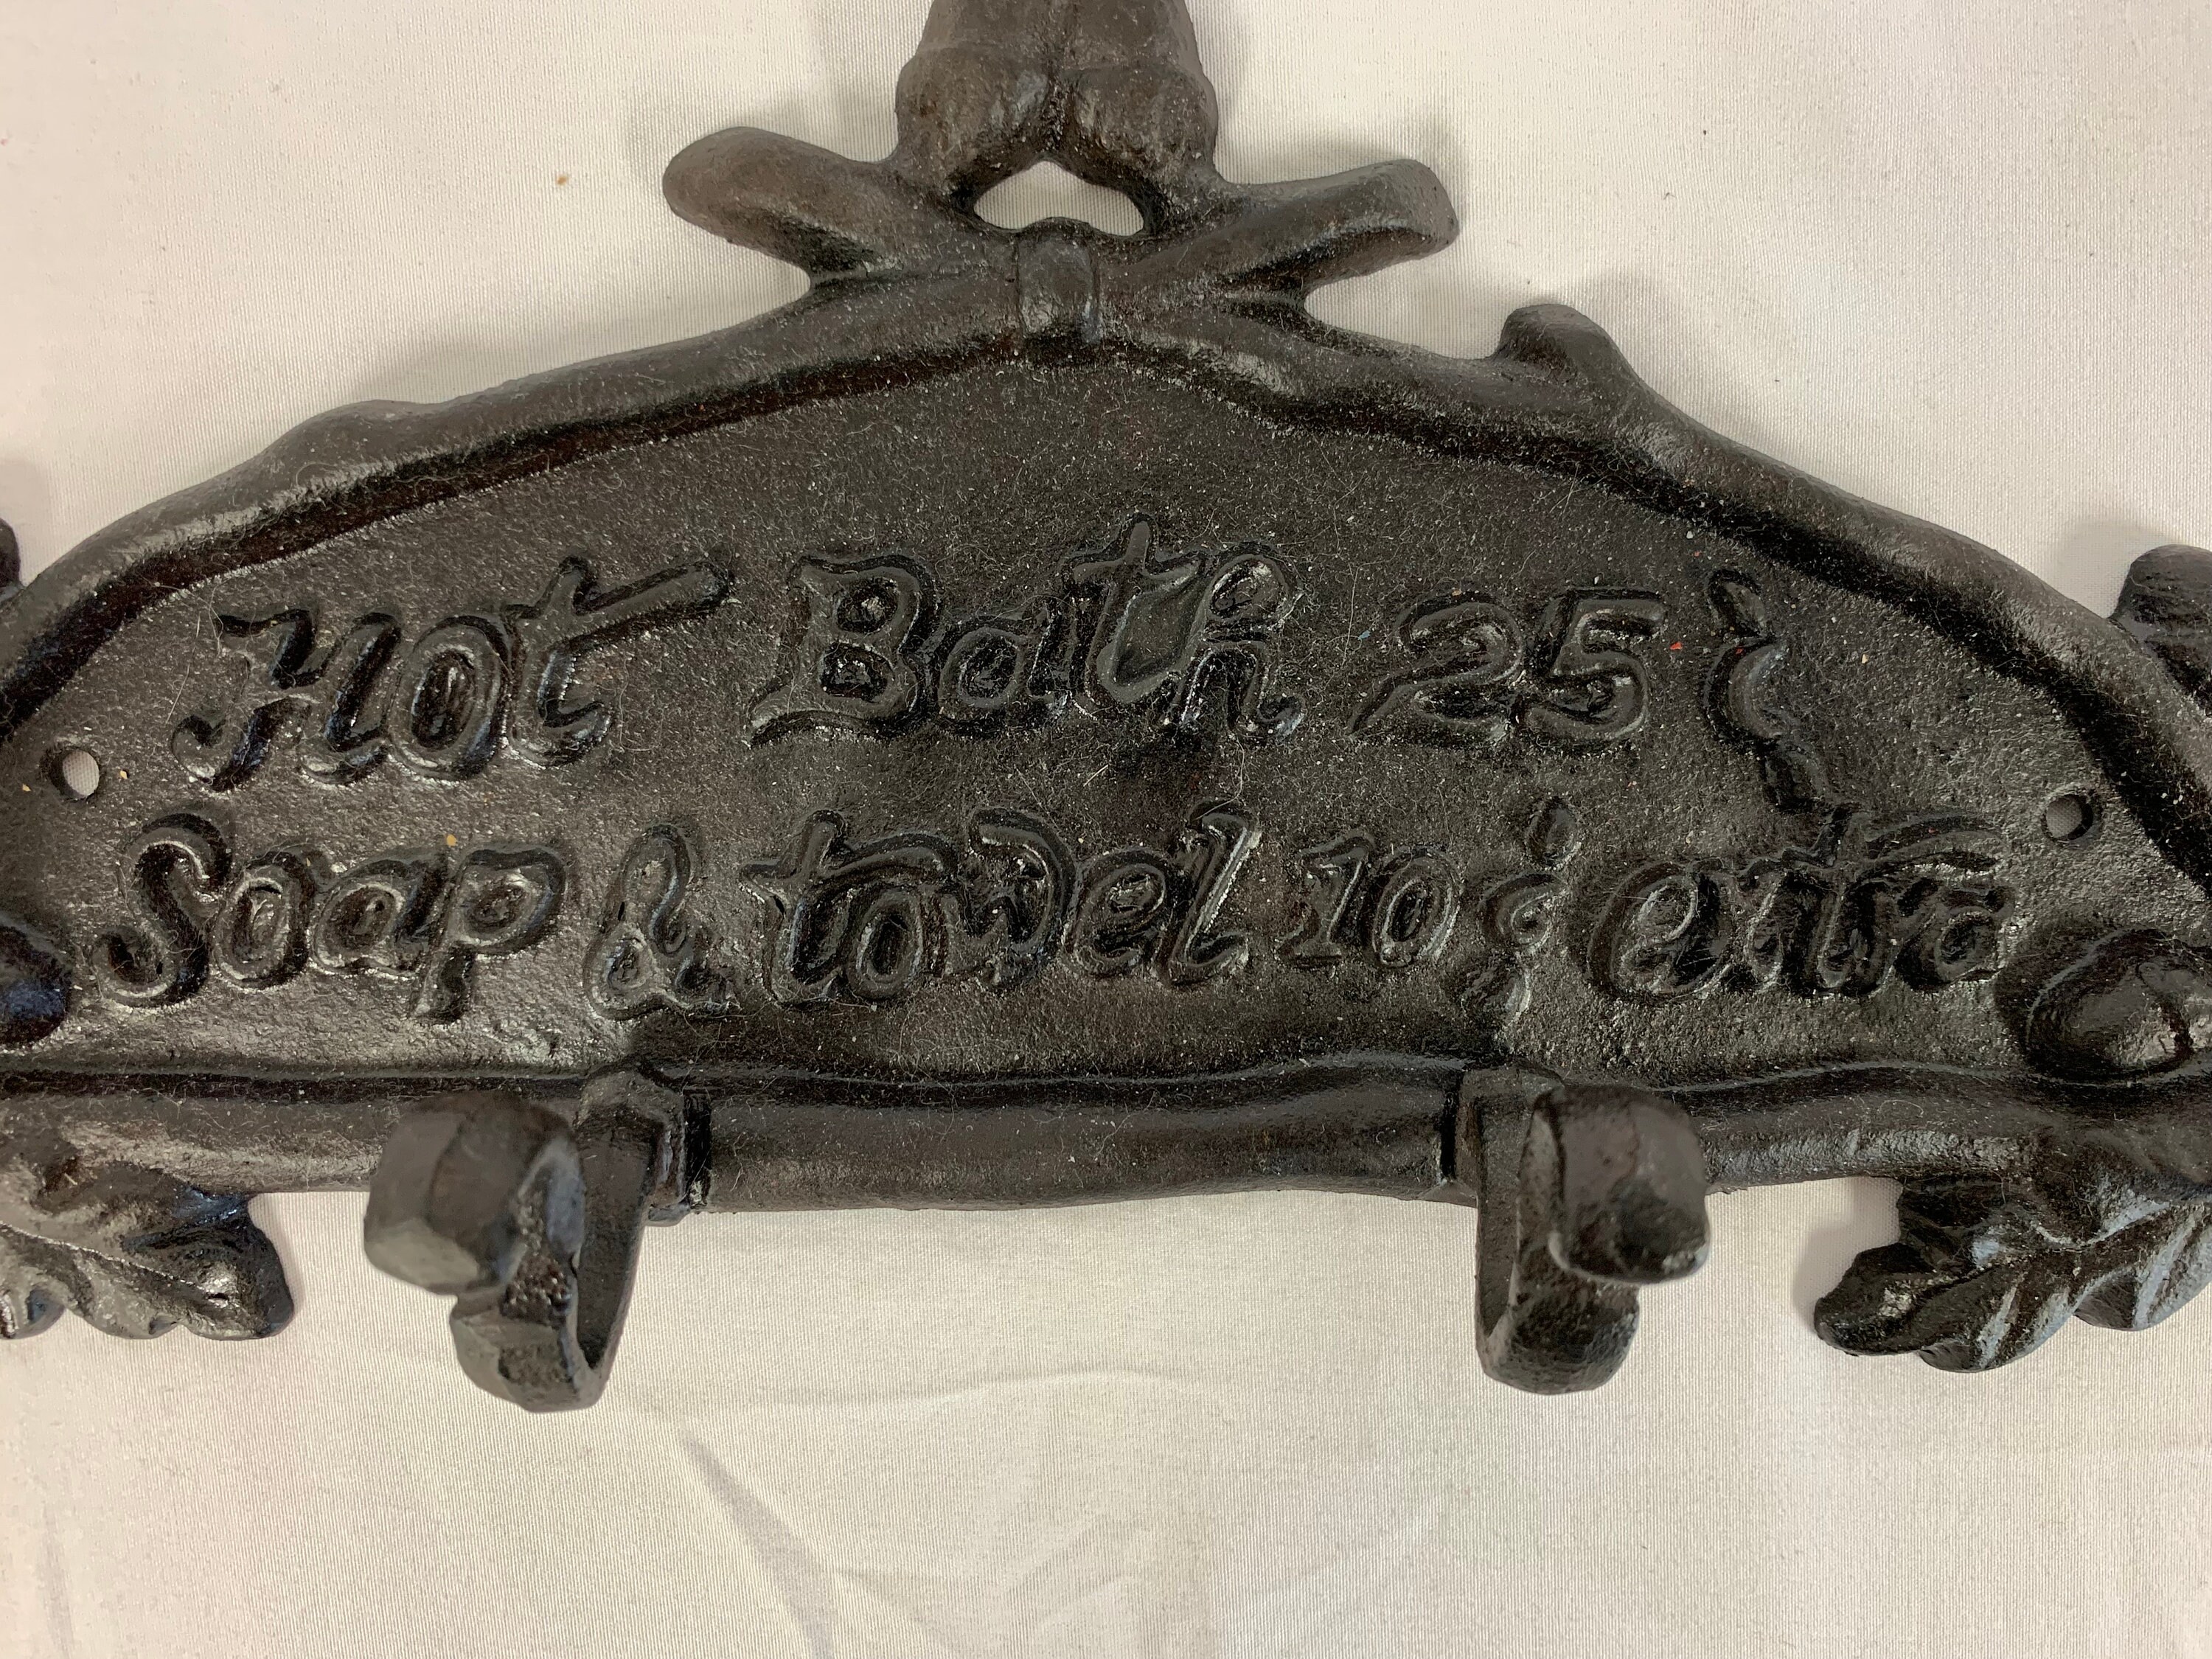 Hot Bath 25¢
Soap & towel 10¢ extra